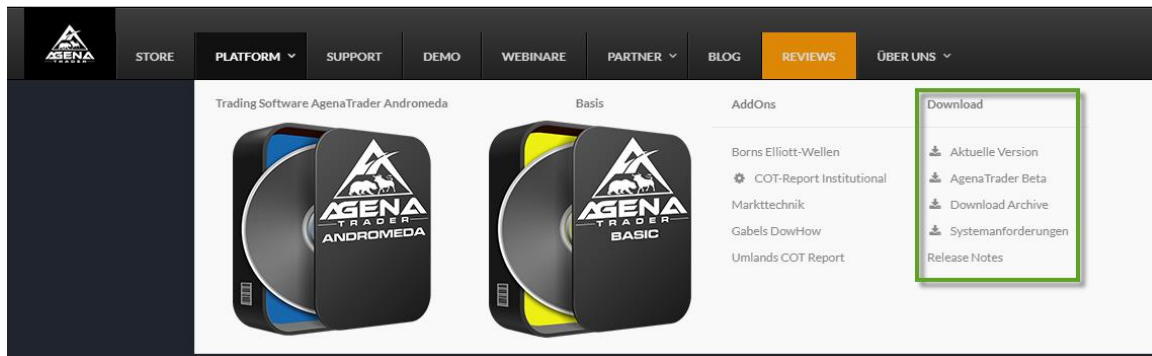 AGENA
TRADER
STORE
PLATFORM
SUPPORT
DEMO
WEBINARE
PARTNER
BLOG
REVIEWS
ÜBER UNS
Trading Software AgenaTrader Andromeda
AGENA
TRADER
ANDROMEDA
Basis
AGENA
TRADER
BASIC
AddOns
Borns Elliott-Wellen
COT-Report Institutional
Markttechnik
Gabels DowHow
Umlands COT Report
Download
Aktuelle Version
AgenaTrader Beta
Download Archive
Systemanforderungen
Release Notes